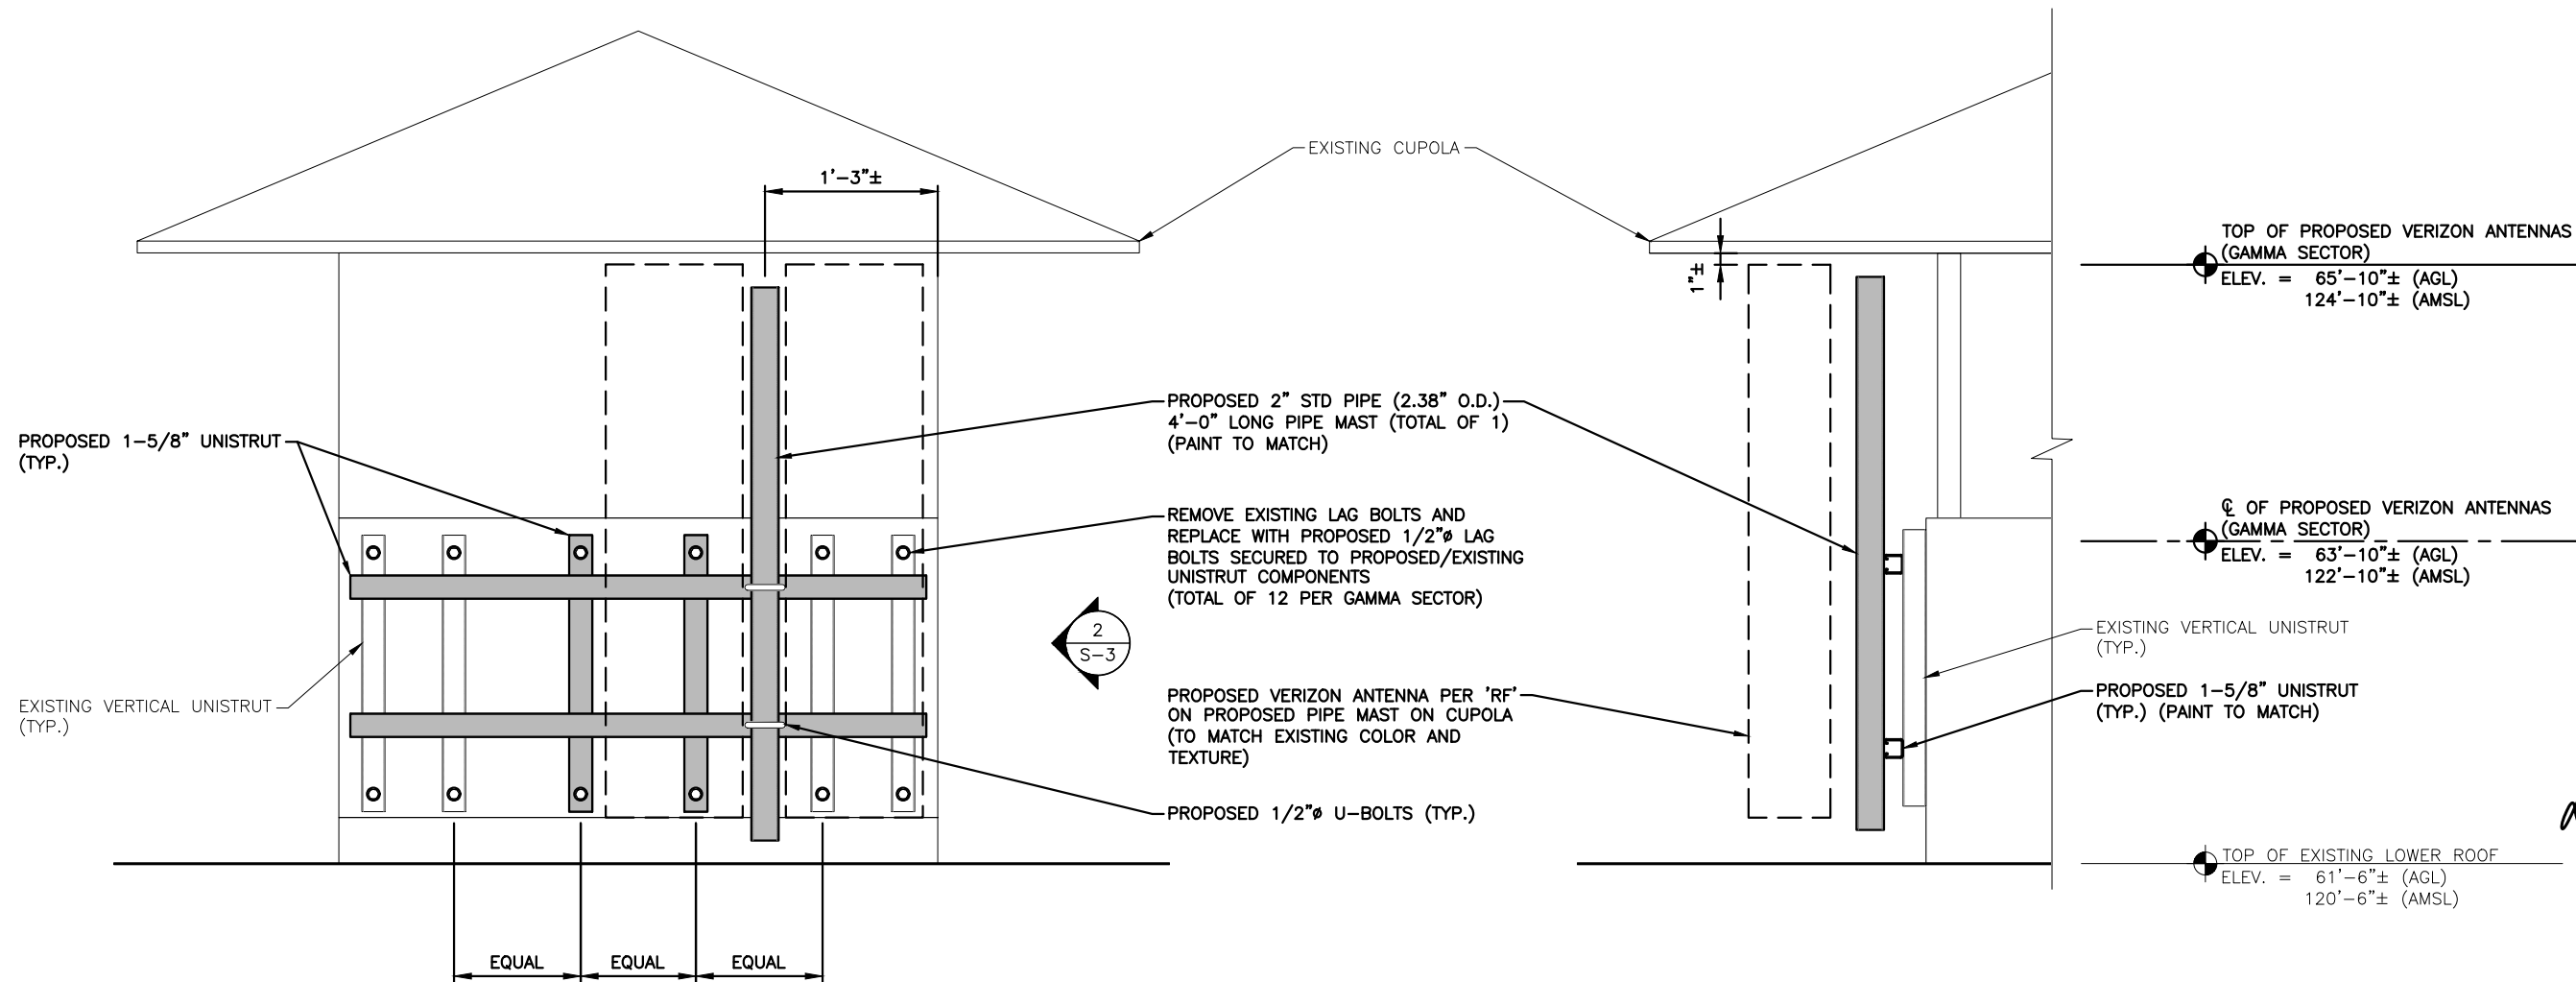 EXISTING CUPOLA
1'-3"±
1"±
TOP OF PROPOSED VERIZON ANTENNAS
(GAMMA SECTOR)
ELEV. = 65'-10"± (AGL)
124'-10"± (AMSL)
PROPOSED 2" STD PIPE (2.38" O.D.)
4'-0" LONG PIPE MAST (TOTAL OF 1)
(PAINT TO MATCH)
PROPOSED 1-5/8" UNISTRUT
(TYP.)
REMOVE EXISTING LAG BOLTS AND
REPLACE WITH PROPOSED 1/2"ø LAG
BOLTS SECURED TO PROPOSED/EXISTING
UNISTRUT COMPONENTS
(TOTAL OF 12 PER GAMMA SECTOR)
℄ OF PROPOSED VERIZON ANTENNAS
(GAMMA SECTOR)
ELEV. = 63'-10"± (AGL)
122'-10"± (AMSL)
2
S-3
EXISTING VERTICAL UNISTRUT
(TYP.)
EXISTING VERTICAL UNISTRUT
(TYP.)
PROPOSED VERIZON ANTENNA PER 'RF'
ON PROPOSED PIPE MAST ON CUPOLA
(TO MATCH EXISTING COLOR AND
TEXTURE)
PROPOSED 1-5/8" UNISTRUT
(TYP.) (PAINT TO MATCH)
PROPOSED 1/2"ø U-BOLTS (TYP.)
TOP OF EXISTING LOWER ROOF
ELEV. = 61'-6"± (AGL)
120'-6"± (AMSL)
EQUAL
EQUAL
EQUAL